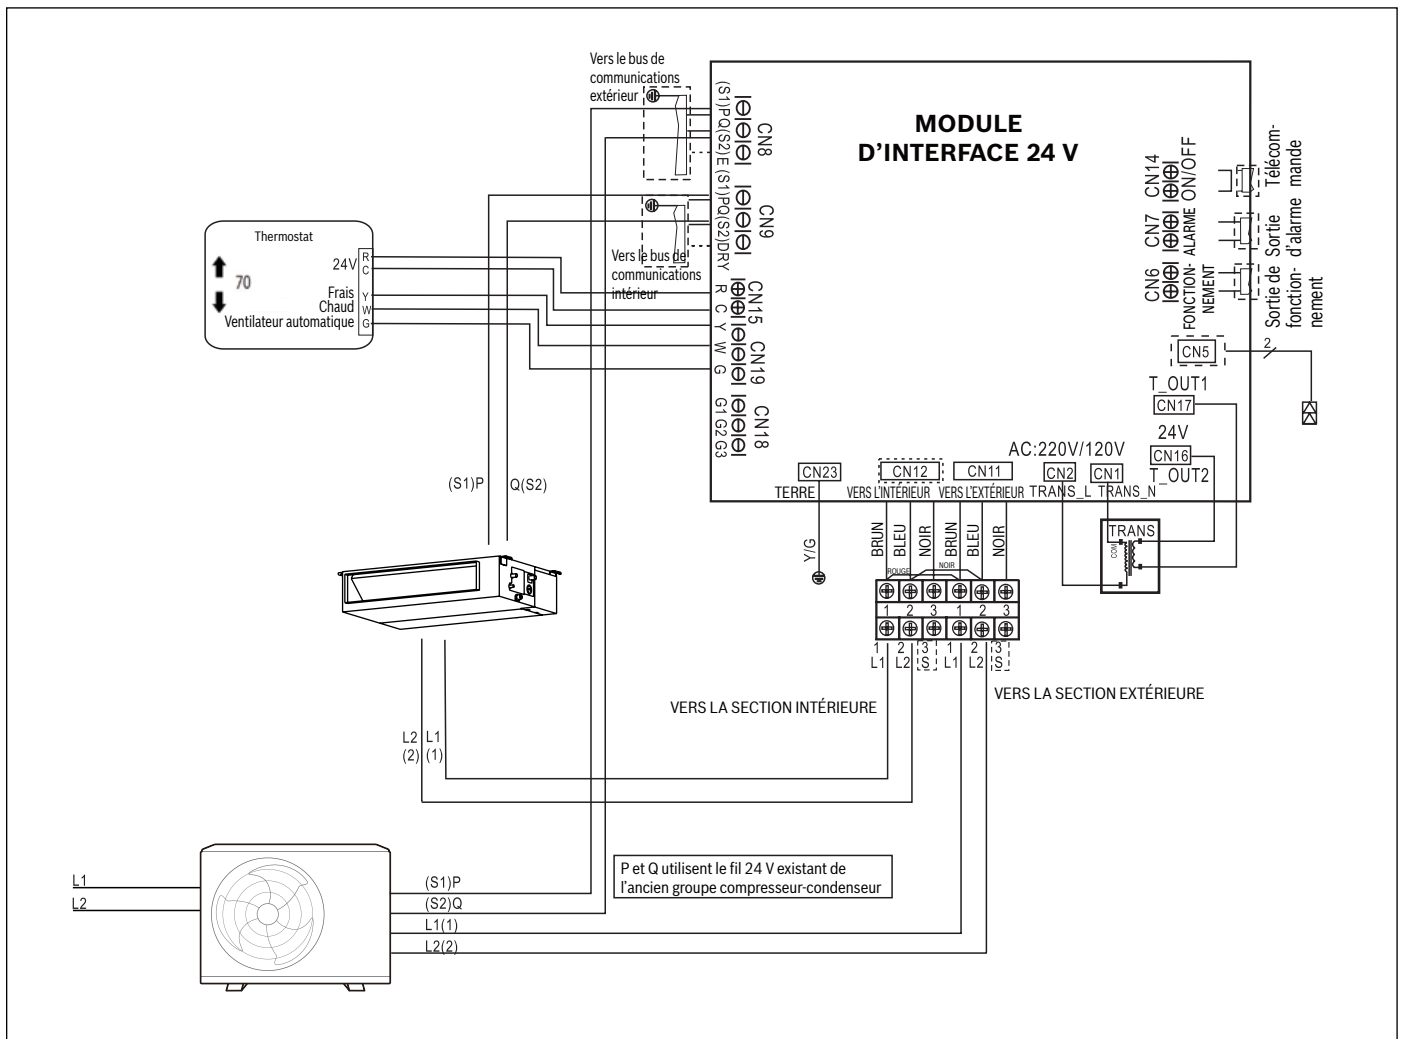 Vers le bus de
communications
extérieur
MODULE
D'INTERFACE 24 V
(S1)PQ(S2)E
CN8
(S1)PQ(S2)DRY
CN9
Vers le bus de
communications
intérieur
R C
CN15
Y W G
CN19
G1 G2 G3
CN18
CN14
ON/OFF
Télécom-
mande
CN7
ALARME
Sortie
d'alarme
CN6
FONCTION-
NEMENT
Sortie de
fonction-
nement
CN5
2
T_OUT1
CN17
24V
CN16
T_OUT2
AC:220V/120V
CN23
CN12
CN11
CN2
CN1
TERRE
VERS L'INTÉRIEUR
VERS L'EXTÉRIEUR
TRANS_L
TRANS_N
Thermostat
24V
R
C
70
Frais
Y
Chaud
W
Ventilateur automatique
G
(S1)P
Q(S2)
Y/G
BRUN
BLEU
NOIR
BRUN
BLEU
NOIR
ROUGE
NOIR
TRANS
COM
1 2 3 1 2 3
1 2 3 1 2 3
L1 L2 S L1 L2 S
VERS LA SECTION INTÉRIEURE
VERS LA SECTION EXTÉRIEURE
L2 L1
(2) (1)
P et Q utilisent le fil 24 V existant de
l'ancien groupe compresseur-condenseur
L1
L2
(S1)P
(S2)Q
L1(1)
L2(2)